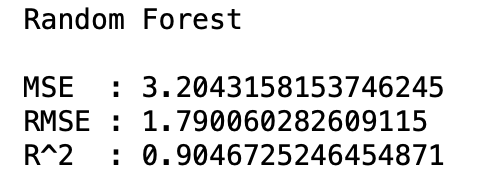 Random Forest
MSE  : 3.2043158153746245
RMSE : 1.790060282609115
R^2  : 0.9046725246454871